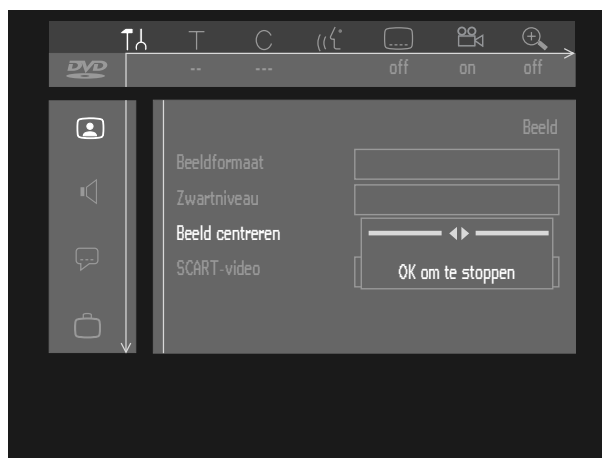 T C
DVD -- --- off on off
Beeld
Beeldformaat
Zwartniveau
Beeld centreren
SCART-video
OK om te stoppen